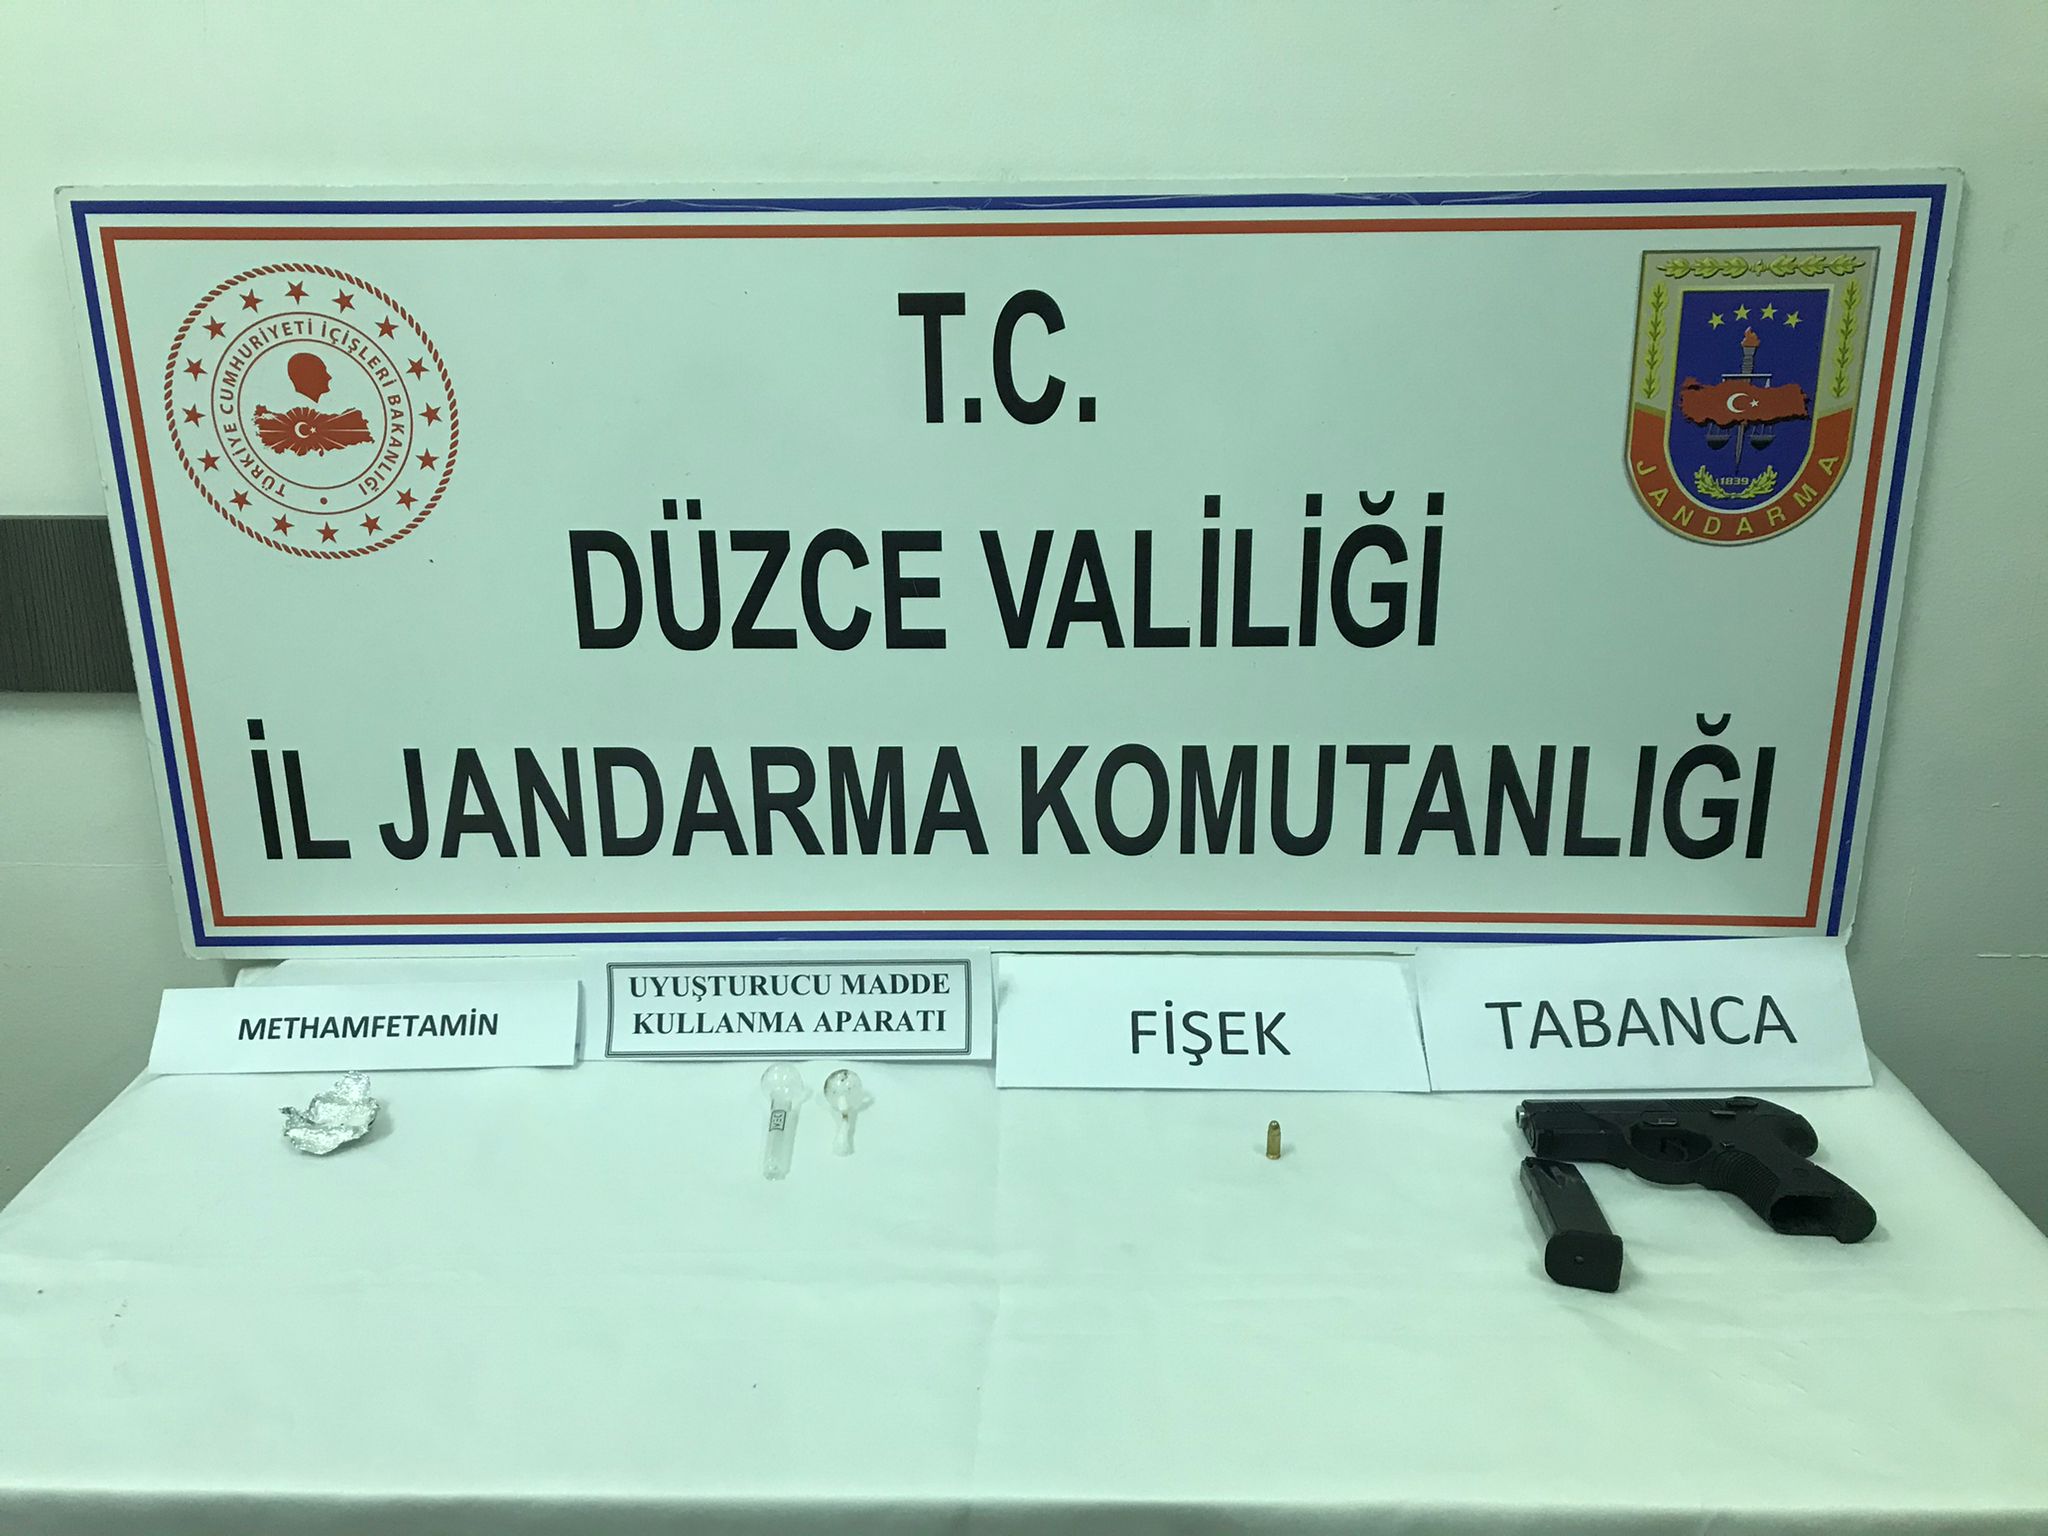 T.C.
DÜZCE VALİLİĞİ
İL JANDARMA KOMUTANLIĞI
TÜRKİYE CUMHURİYETİ İÇİŞLERİ BAKANLIĞI
1839
JANDARMA
METHAMFETAMİN
UYUŞTURUCU MADDE
KULLANMA APARATI
FİŞEK
TABANCA